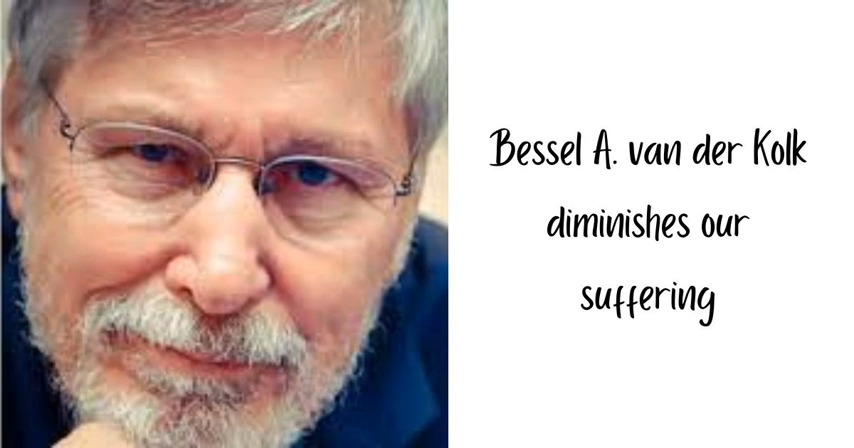 Bessel A. van der Kolk
diminishes our
suffering